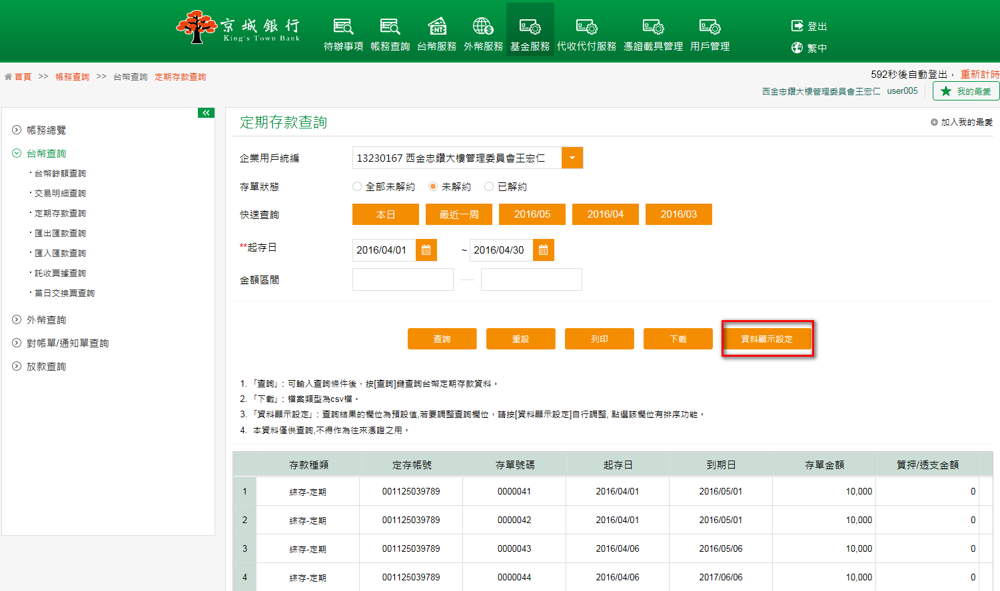 京城銀行
King's Town Bank
待辦事項 帳務查詢 台幣服務 外幣服務 基金服務 代收代付服務 憑證載具管理 用戶管理
登出
繁中
首頁 >> 帳務查詢 >> 台幣查詢 定期存款查詢
592秒後自動登出， 重新計時
西金忠鑽大樓管理委員會王宏仁 user005 我的最愛
帳務總覽
台幣查詢
台幣餘額查詢
交易明細查詢
定期存款查詢
匯出匯款查詢
匯入匯款查詢
託收票據查詢
當日交換票查詢
外幣查詢
對帳單/通知單查詢
放款查詢
定期存款查詢
加入我的最愛
企業用戶統編 13230167 西金忠鑽大樓管理委員會王宏仁
存單狀態 全部未解約 未解約 已解約
快速查詢 本日 最近一周 2016/05 2016/04 2016/03
**起存日 2016/04/01 ~ 2016/04/30
金額區間
查詢 重設 列印 下載 資料顯示設定
1. 「查詢」: 可輸入查詢條件後，按[查詢]鍵查詢台幣定期存款資料。
2. 「下載」: 檔案類型為csv檔。
3. 「資料顯示設定」: 查詢結果的欄位為預設值,若要調整查詢欄位，請按[資料顯示設定]自行調整, 點選該欄位有排序功能。
4. 本資料僅供查詢,不得作為往來憑證之用。
存款種類 定存帳號 存單號碼 起存日 到期日 存單金額 質押/透支金額
1 綜存-定期 001125039789 0000041 2016/04/01 2016/05/01 10,000 0
2 綜存-定期 001125039789 0000042 2016/04/01 2016/05/01 10,000 0
3 綜存-定期 001125039789 0000043 2016/04/06 2016/05/06 10,000 0
4 綜存-定期 001125039789 0000044 2016/04/06 2017/06/06 10,000 0